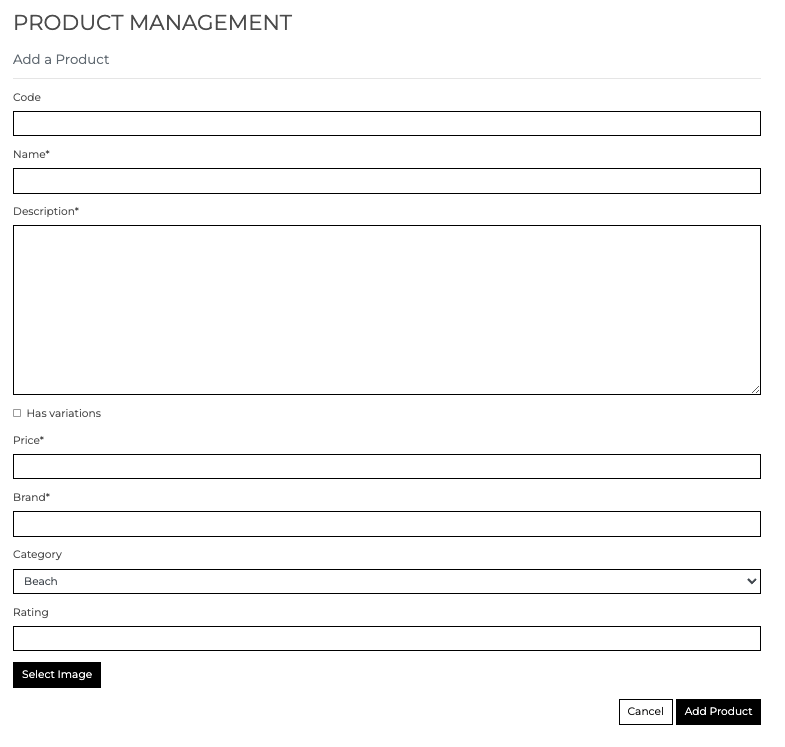 PRODUCT MANAGEMENT
Add a Product
Code
Name*
Description*
Has variations
Price*
Brand*
Category
Beach
Rating
Select Image
Cancel Add Product